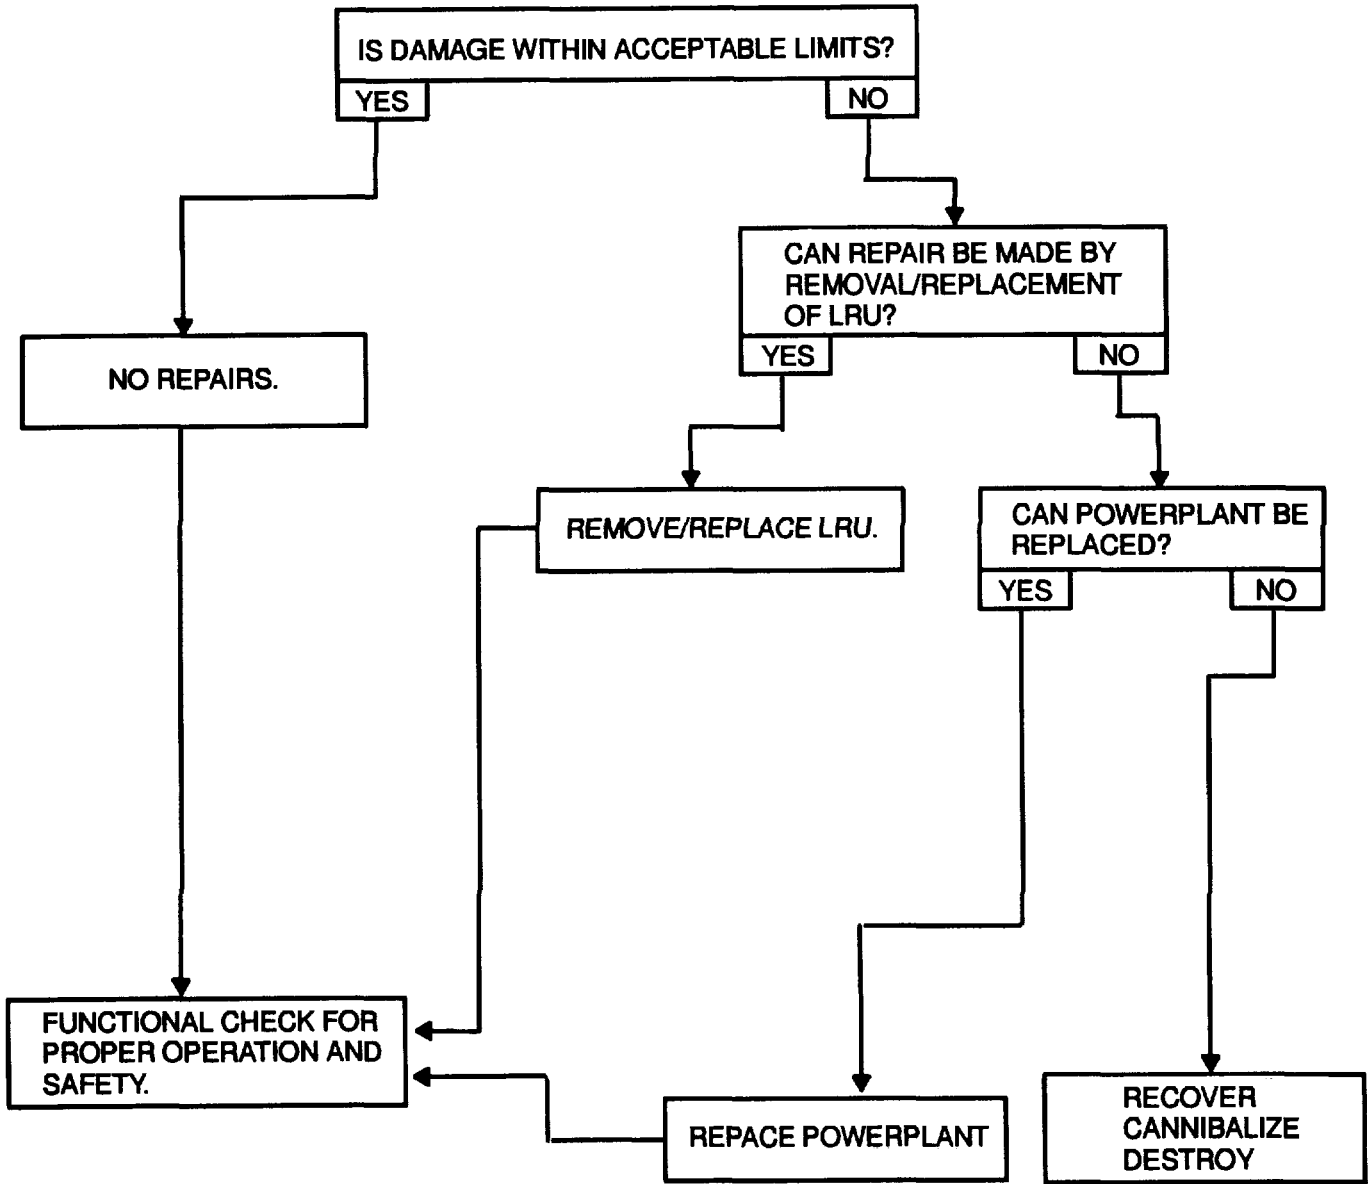 IS DAMAGE WITHIN ACCEPTABLE LIMITS?
YES
NO
CAN REPAIR BE MADE BY
REMOVAL/REPLACEMENT
OF LRU?
YES
NO
NO REPAIRS.
REMOVE/REPLACE LRU.
CAN POWERPLANT BE
REPLACED?
YES
NO
FUNCTIONAL CHECK FOR
PROPER OPERATION AND
SAFETY.
REPACE POWERPLANT
RECOVER
CANNIBALIZE
DESTROY